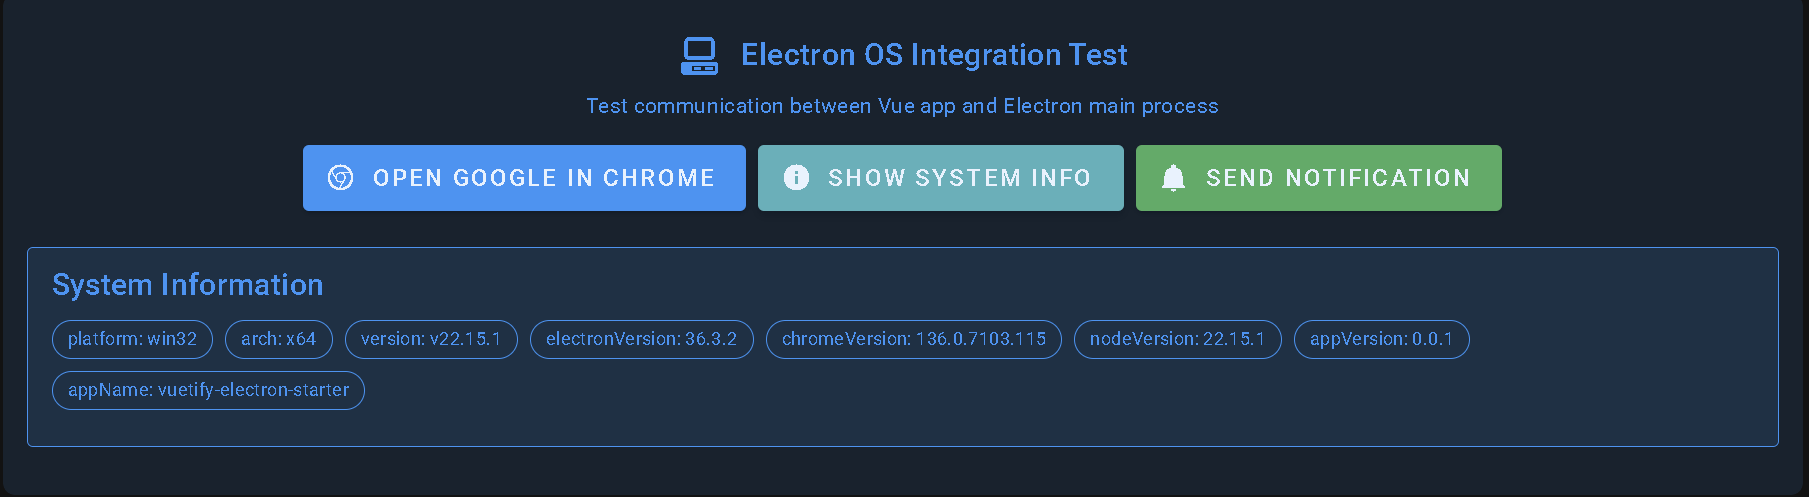 Electron OS Integration Test
Test communication between Vue app and Electron main process
OPEN GOOGLE IN CHROME
SHOW SYSTEM INFO
SEND NOTIFICATION
System Information
platform: win32
arch: x64
version: v22.15.1
electronVersion: 36.3.2
chromeVersion: 136.0.7103.115
nodeVersion: 22.15.1
appVersion: 0.0.1
appName: vuetify-electron-starter